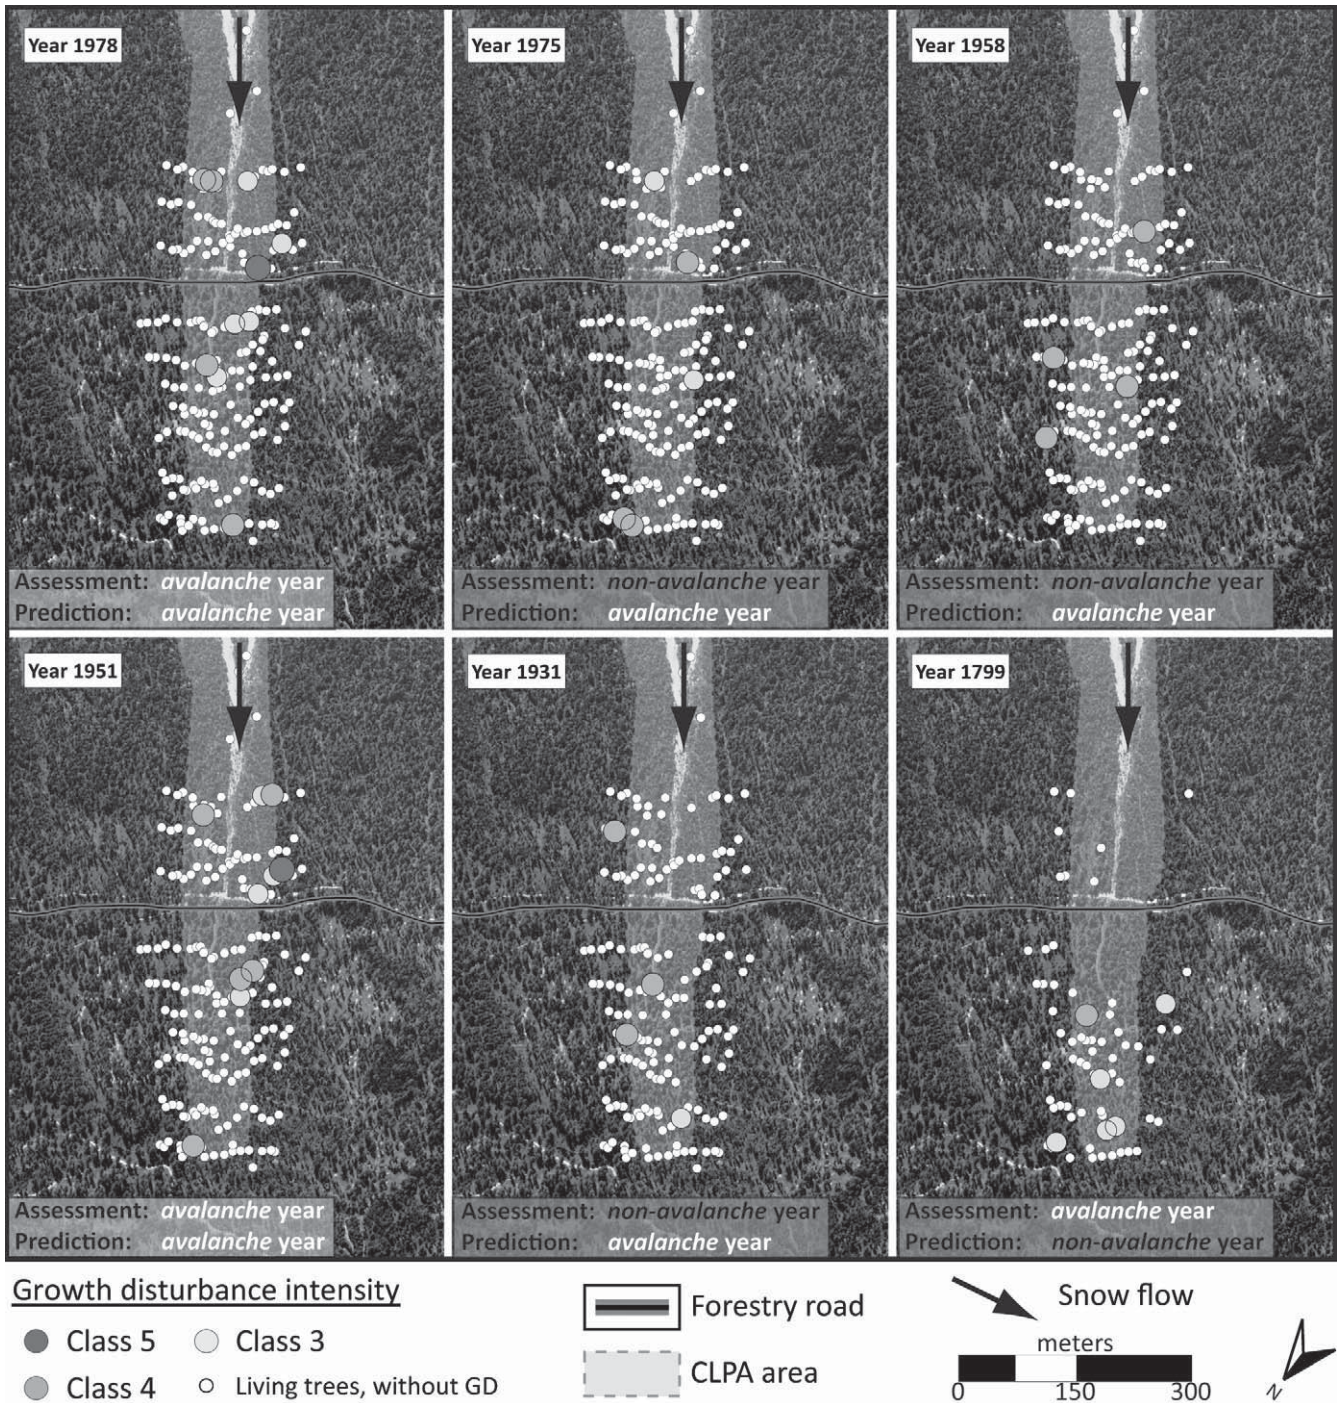 Year 1978
Year 1975
Year 1958
Assessment: avalanche year
Prediction: avalanche year
Assessment: non-avalanche year
Prediction: avalanche year
Assessment: non-avalanche year
Prediction: avalanche year
Year 1951
Year 1931
Year 1799
Assessment: avalanche year
Prediction: avalanche year
Assessment: non-avalanche year
Prediction: avalanche year
Assessment: avalanche year
Prediction: non-avalanche year
Growth disturbance intensity
Class 5
Class 3
Class 4
Living trees, without GD
Forestry road
CLPA area
Snow flow
meters
0 150 300
N